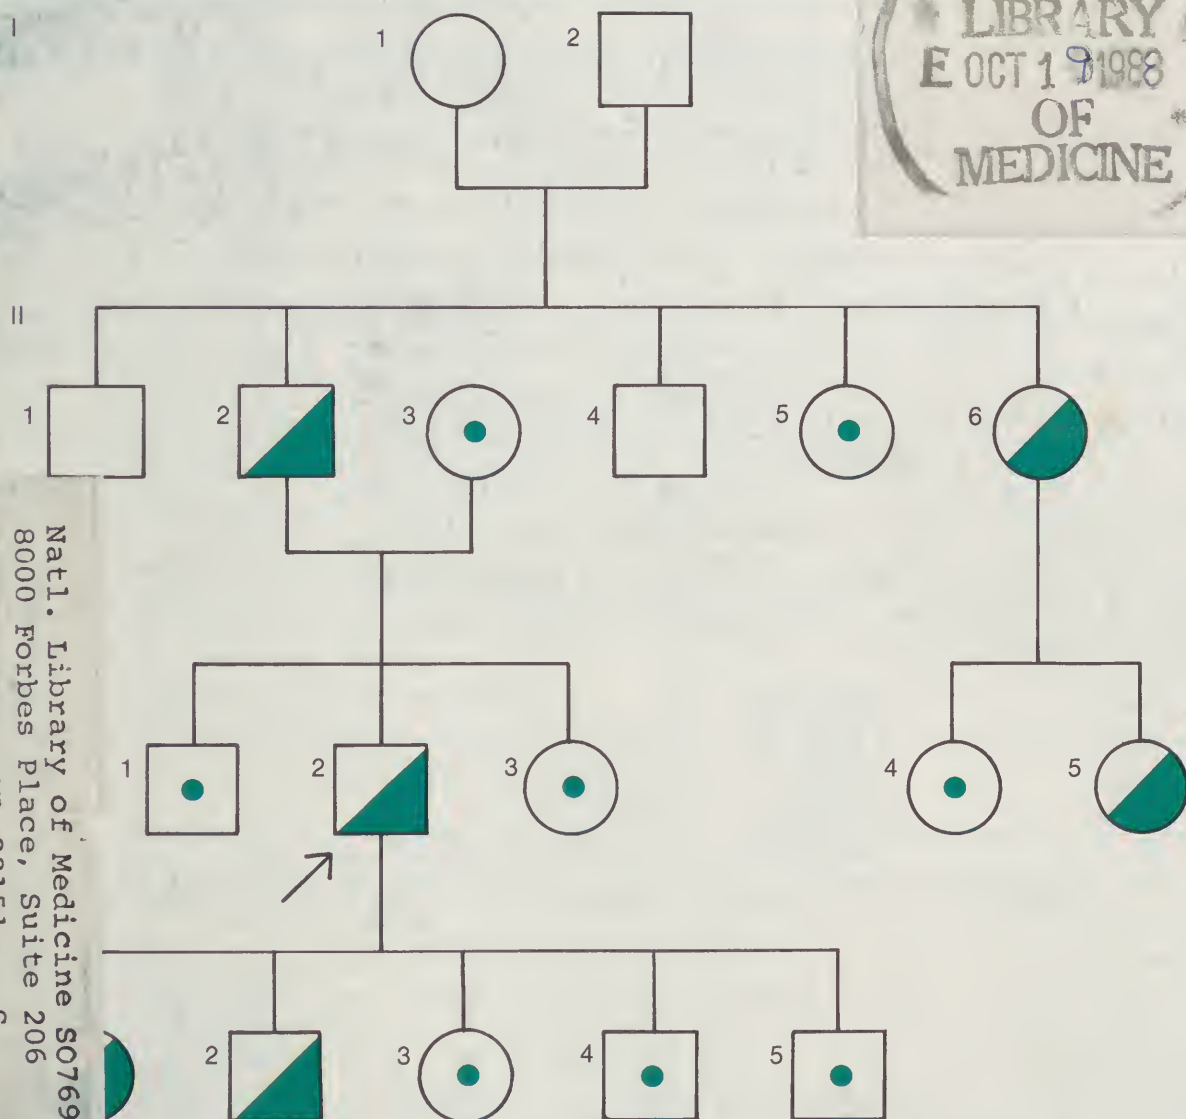 I
1
2
LIBRARY
E OCT 19 1988
OF
MEDICINE
II
1
2
3
4
5
6
Natl. Library of Medicine S0769
8000 Forbes Place, Suite 206
1
2
3
4
5
2
3
4
5